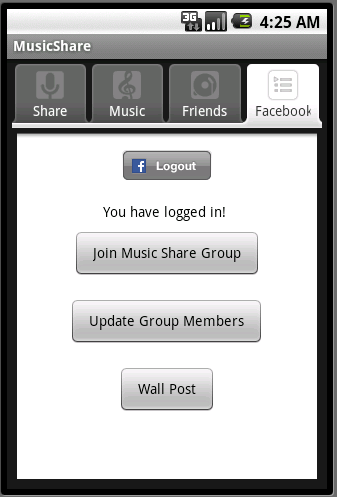 3G 4:25 AM
MusicShare
Share Music Friends Facebook
f Logout
You have logged in!
Join Music Share Group
Update Group Members
Wall Post